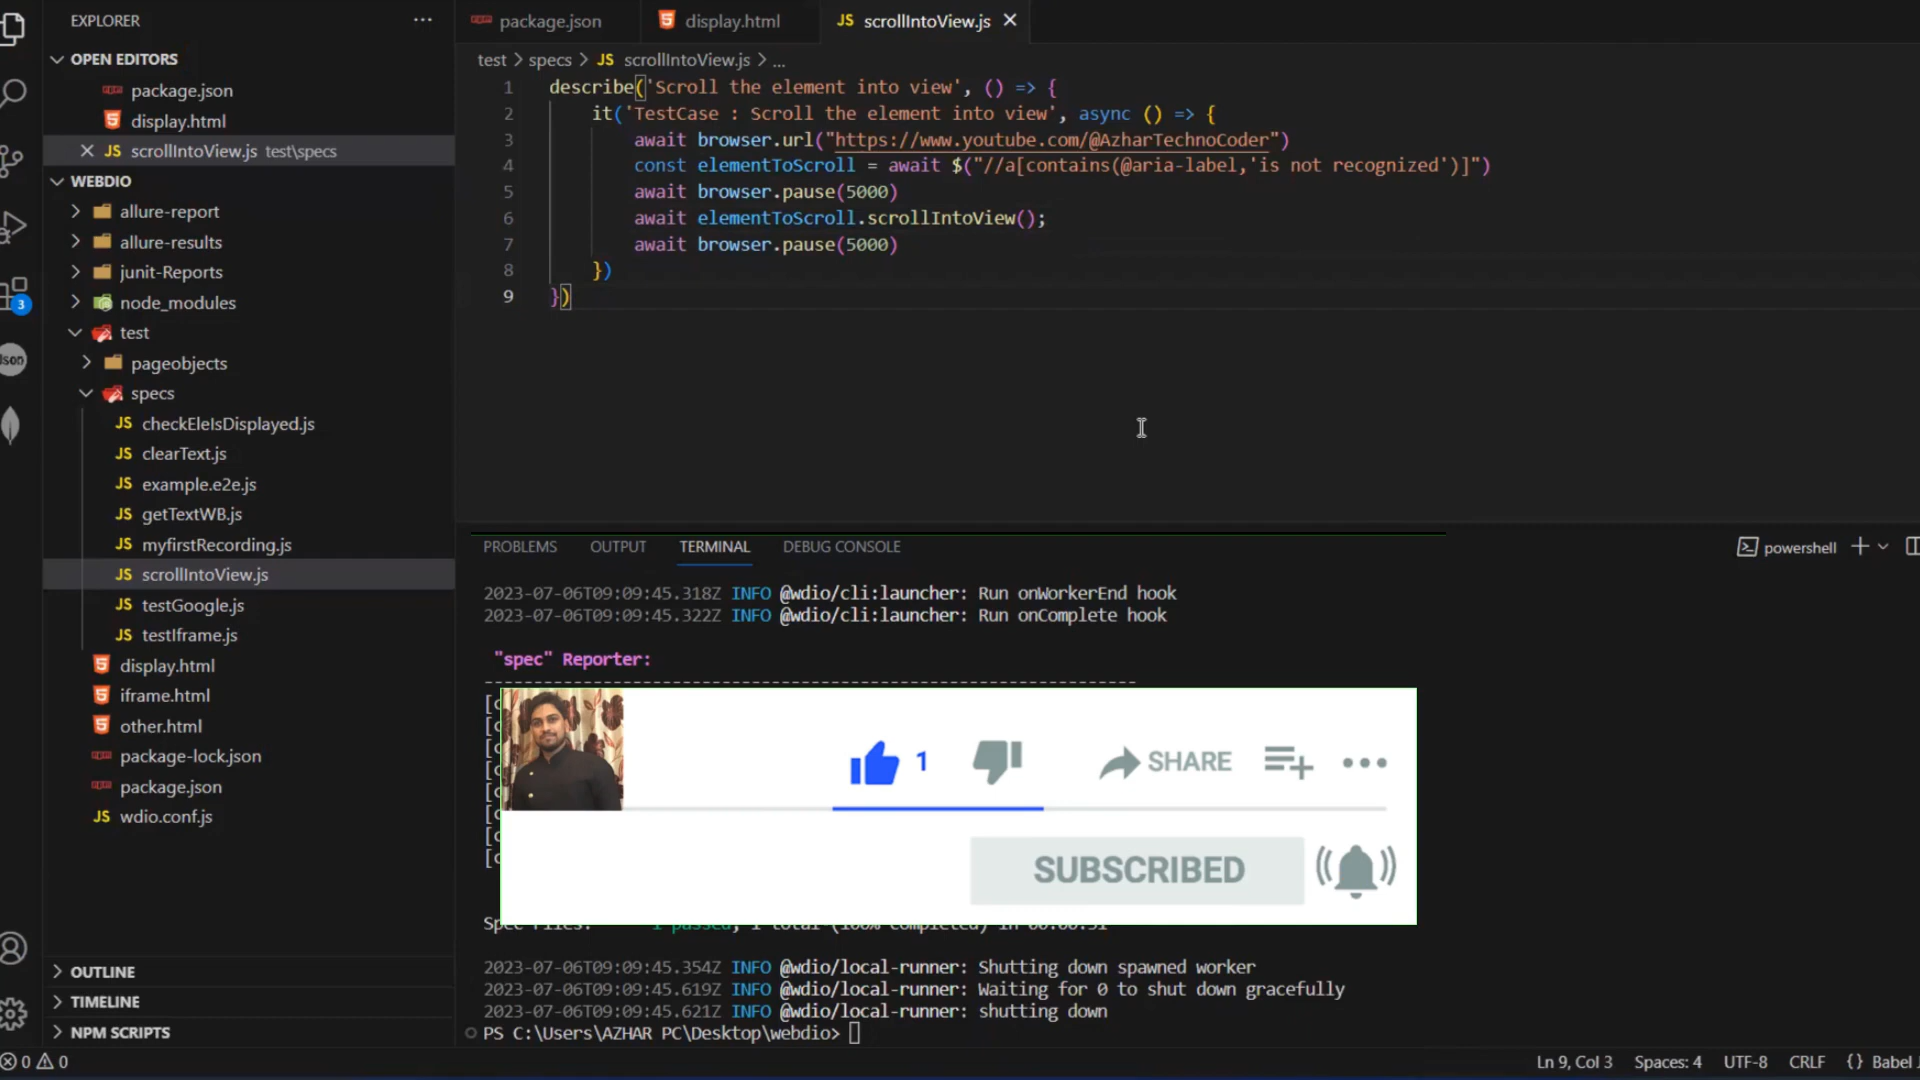 EXPLORER
OPEN EDITORS
package.json
display.html
scrollIntoView.js test\specs
WEBDIO
allure-report
allure-results
junit-Reports
node_modules
test
pageobjects
specs
checkEleIsDisplayed.js
clearText.js
example.e2e.js
getTextWB.js
myfirstRecording.js
scrollIntoView.js
testGoogle.js
testIframe.js
display.html
iframe.html
other.html
package-lock.json
package.json
wdio.conf.js
OUTLINE
TIMELINE
NPM SCRIPTS
package.json display.html scrollIntoView.js
test > specs > JS scrollIntoView.js > ...
1 describe('Scroll the element into view', () => {
2 it('TestCase : Scroll the element into view', async () => {
3 await browser.url("https://www.youtube.com/@AzharTechnoCoder")
4 const elementToScroll = await $("//a[contains(@aria-label,'is not recognized')]")
5 await browser.pause(5000)
6 await elementToScroll.scrollIntoView();
7 await browser.pause(5000)
8 })
9 })
PROBLEMS OUTPUT TERMINAL DEBUG CONSOLE powershell
2023-07-06T09:09:45.318Z INFO @wdio/cli:launcher: Run onWorkerEnd hook
2023-07-06T09:09:45.322Z INFO @wdio/cli:launcher: Run onComplete hook
"spec" Reporter:
1 SHARE
SUBSCRIBED
2023-07-06T09:09:45.354Z INFO @wdio/local-runner: Shutting down spawned worker
2023-07-06T09:09:45.619Z INFO @wdio/local-runner: Waiting for 0 to shut down gracefully
2023-07-06T09:09:45.621Z INFO @wdio/local-runner: shutting down
PS C:\Users\AZHAR PC\Desktop\webdio>
0 0 Ln 9, Col 3 Spaces: 4 UTF-8 CRLF {} Babel